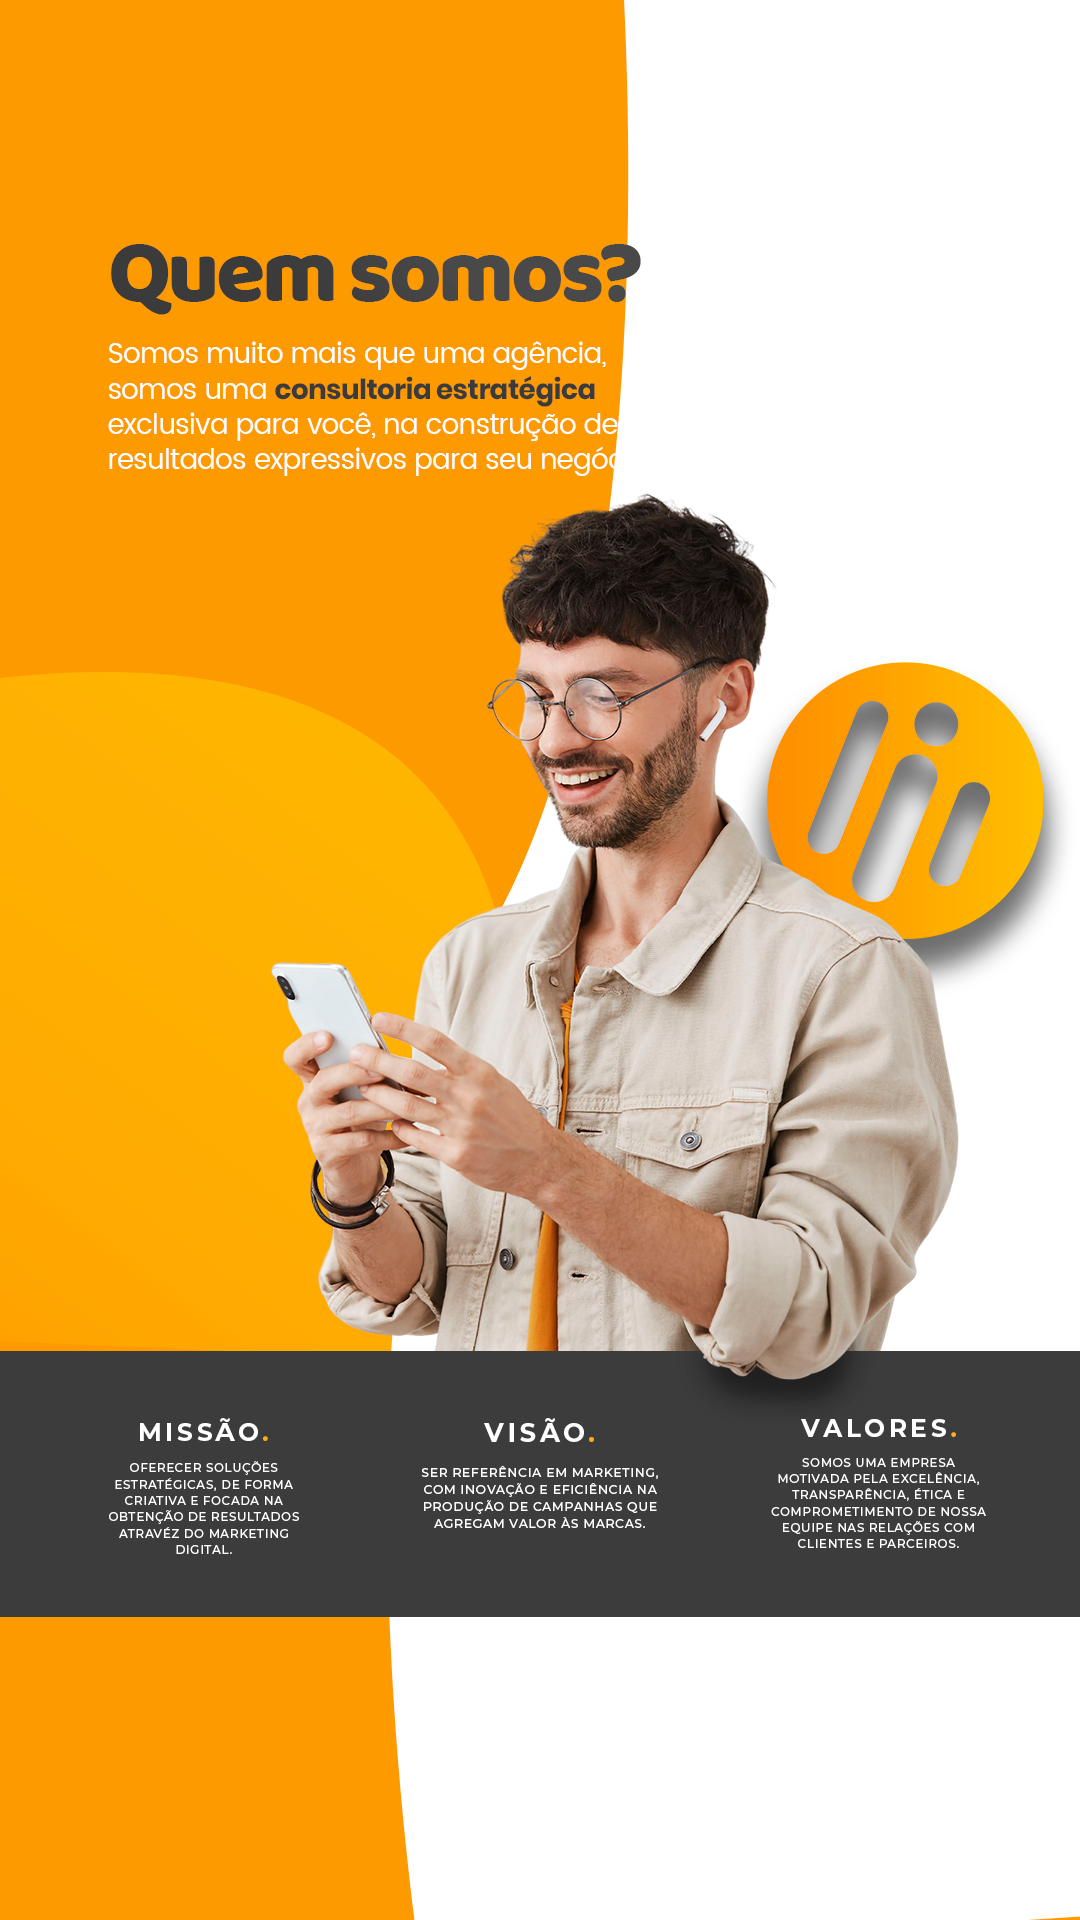 Quem somos?
Somos muito mais que uma agência,
somos uma consultoria estratégica
exclusiva para você, na construção de
resultados expressivos para seu
MISSÃO.
OFERECER SOLUÇÕES
ESTRATÉGICAS, DE FORMA
CRIATIVA E FOCADA NA
OBTENÇÃO DE RESULTADOS
ATRAVÉZ DO MARKETING
DIGITAL.
VISÃO.
SER REFERÊNCIA EM MARKETING,
COM INOVAÇÃO E EFICIÊNCIA NA
PRODUÇÃO DE CAMPANHAS QUE
AGREGAM VALOR ÀS MARCAS.
VALORES.
SOMOS UMA EMPRESA
MOTIVADA PELA EXCELÊNCIA,
TRANSPARÊNCIA, ÉTICA E
COMPROMETIMENTO DE NOSSA
EQUIPE NAS RELAÇÕES COM
CLIENTES E PARCEIROS.